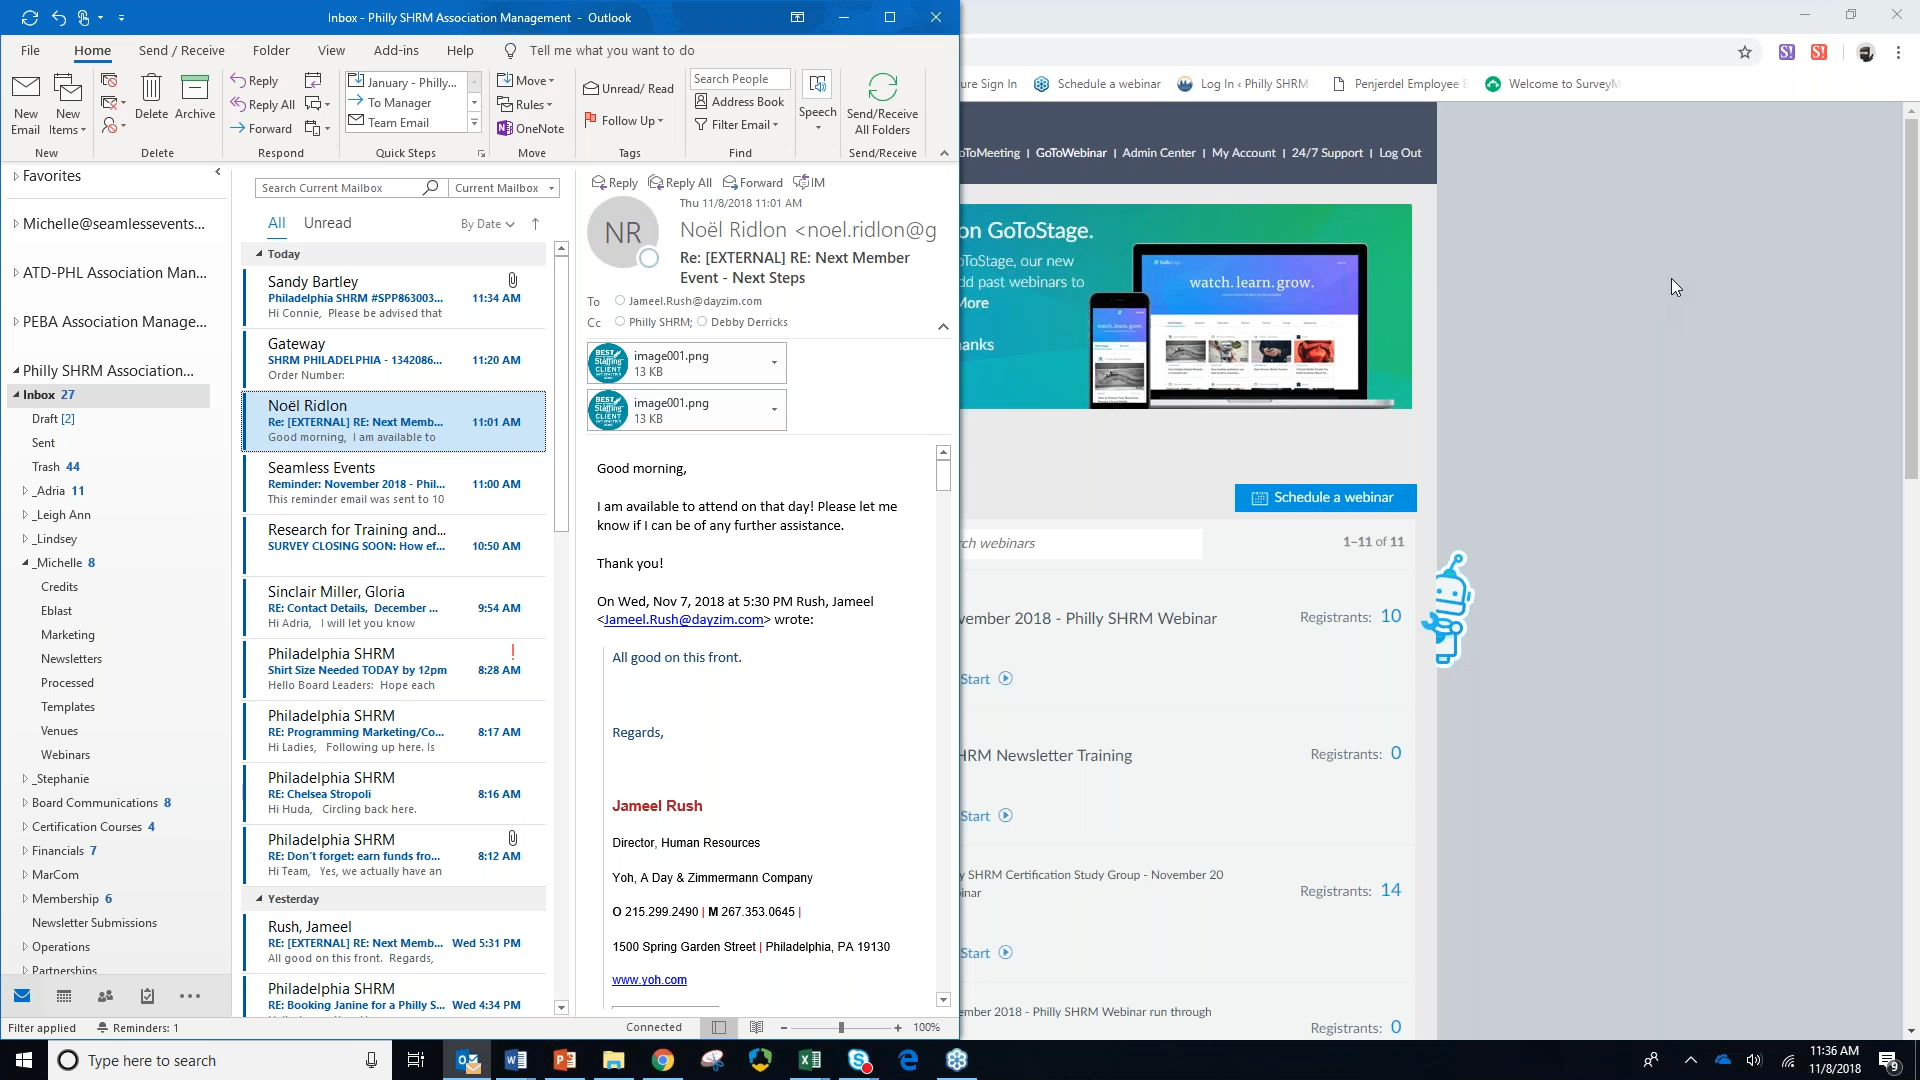 Inbox - Philly SHRM Association Management - Outlook
File Home Send / Receive Folder View Add-ins Help Tell me what you want to do
New Email
New Items
Delete
Archive
Reply
Reply All
Forward
January - Philly...
To Manager
Team Email
Move
Rules
OneNote
Unread/ Read
Follow Up
Search People
Address Book
Filter Email
Speech
Send/Receive All Folders
New Delete Respond Quick Steps Move Tags Find Send/Receive
Favorites
Michelle@seamlessevents...
ATD-PHL Association Man...
PEBA Association Manage...
Philly SHRM Association...
Inbox 27
Draft [2]
Sent
Trash 44
_Adria 11
_Leigh Ann
_Lindsey
_Michelle 8
Credits
Eblast
Marketing
Newsletters
Processed
Templates
Venues
Webinars
_Stephanie
Board Communications 8
Certification Courses 4
Financials 7
MarCom
Membership 6
Newsletter Submissions
Operations
Partnerships
Search Current Mailbox Current Mailbox
All Unread By Date
Today
Sandy Bartley
Philadelphia SHRM #SPP863003... 11:34 AM
Hi Connie, Please be advised that
Gateway
SHRM PHILADELPHIA - 1342086... 11:20 AM
Order Number:
Noël Ridlon
Re: [EXTERNAL] RE: Next Memb... 11:01 AM
Good morning, I am available to
Seamless Events
Reminder: November 2018 - Phil... 11:00 AM
This reminder email was sent to 10
Research for Training and...
SURVEY CLOSING SOON: How ef... 10:50 AM
Sinclair Miller, Gloria
RE: Contact Details, December ... 9:54 AM
Hi Adria, I will let you know
Philadelphia SHRM
Shirt Size Needed TODAY by 12pm 8:28 AM
Hello Board Leaders: Hope each
Philadelphia SHRM
RE: Programming Marketing/Co... 8:17 AM
Hi Ladies, Following up here. Is
Philadelphia SHRM
RE: Chelsea Stropoli 8:16 AM
Hi Huda, Circling back here.
Philadelphia SHRM
RE: Don't forget: earn funds fro... 8:12 AM
Hi Team, Yes, we actually have an
Yesterday
Rush, Jameel
RE: [EXTERNAL] RE: Next Memb... Wed 5:31 PM
All good on this front. Regards,
Philadelphia SHRM
RE: Booking Janine for a Philly S... Wed 4:34 PM
Reply Reply All Forward IM
Thu 11/8/2018 11:01 AM
NR
Noël Ridlon <noel.ridlon@g
Re: [EXTERNAL] RE: Next Member
Event - Next Steps
To Jameel.Rush@dayzim.com
Cc Philly SHRM; Debby Derricks
image001.png
13 KB
image001.png
13 KB
Good morning,
I am available to attend on that day! Please let me
know if I can be of any further assistance.
Thank you!
On Wed, Nov 7, 2018 at 5:30 PM Rush, Jameel
<Jameel.Rush@dayzim.com> wrote:
All good on this front.
Regards,
Jameel Rush
Director, Human Resources
Yoh, A Day & Zimmermann Company
O 215.299.2490 | M 267.353.0645 |
1500 Spring Garden Street | Philadelphia, PA 19130
www.yoh.com
Filter applied Reminders: 1 Connected 100%
ure Sign In Schedule a webinar Log In ‹ Philly SHRM Penjerdel Employee B Welcome to SurveyM
oToMeeting | GoToWebinar | Admin Center | My Account | 24/7 Support | Log Out
on GoToStage.
oToStage, our new
dd past webinars to
More
hanks
GoToStage
watch. learn. grow.
watch. learn. grow.
Schedule a webinar
rch webinars 1–11 of 11
vember 2018 - Philly SHRM Webinar Registrants: 10
Start
HRM Newsletter Training Registrants: 0
Start
y SHRM Certification Study Group - November 20
inar Registrants: 14
Start
ember 2018 - Philly SHRM Webinar run through
Registrants: 0
Type here to search
11:36 AM
11/8/2018
9